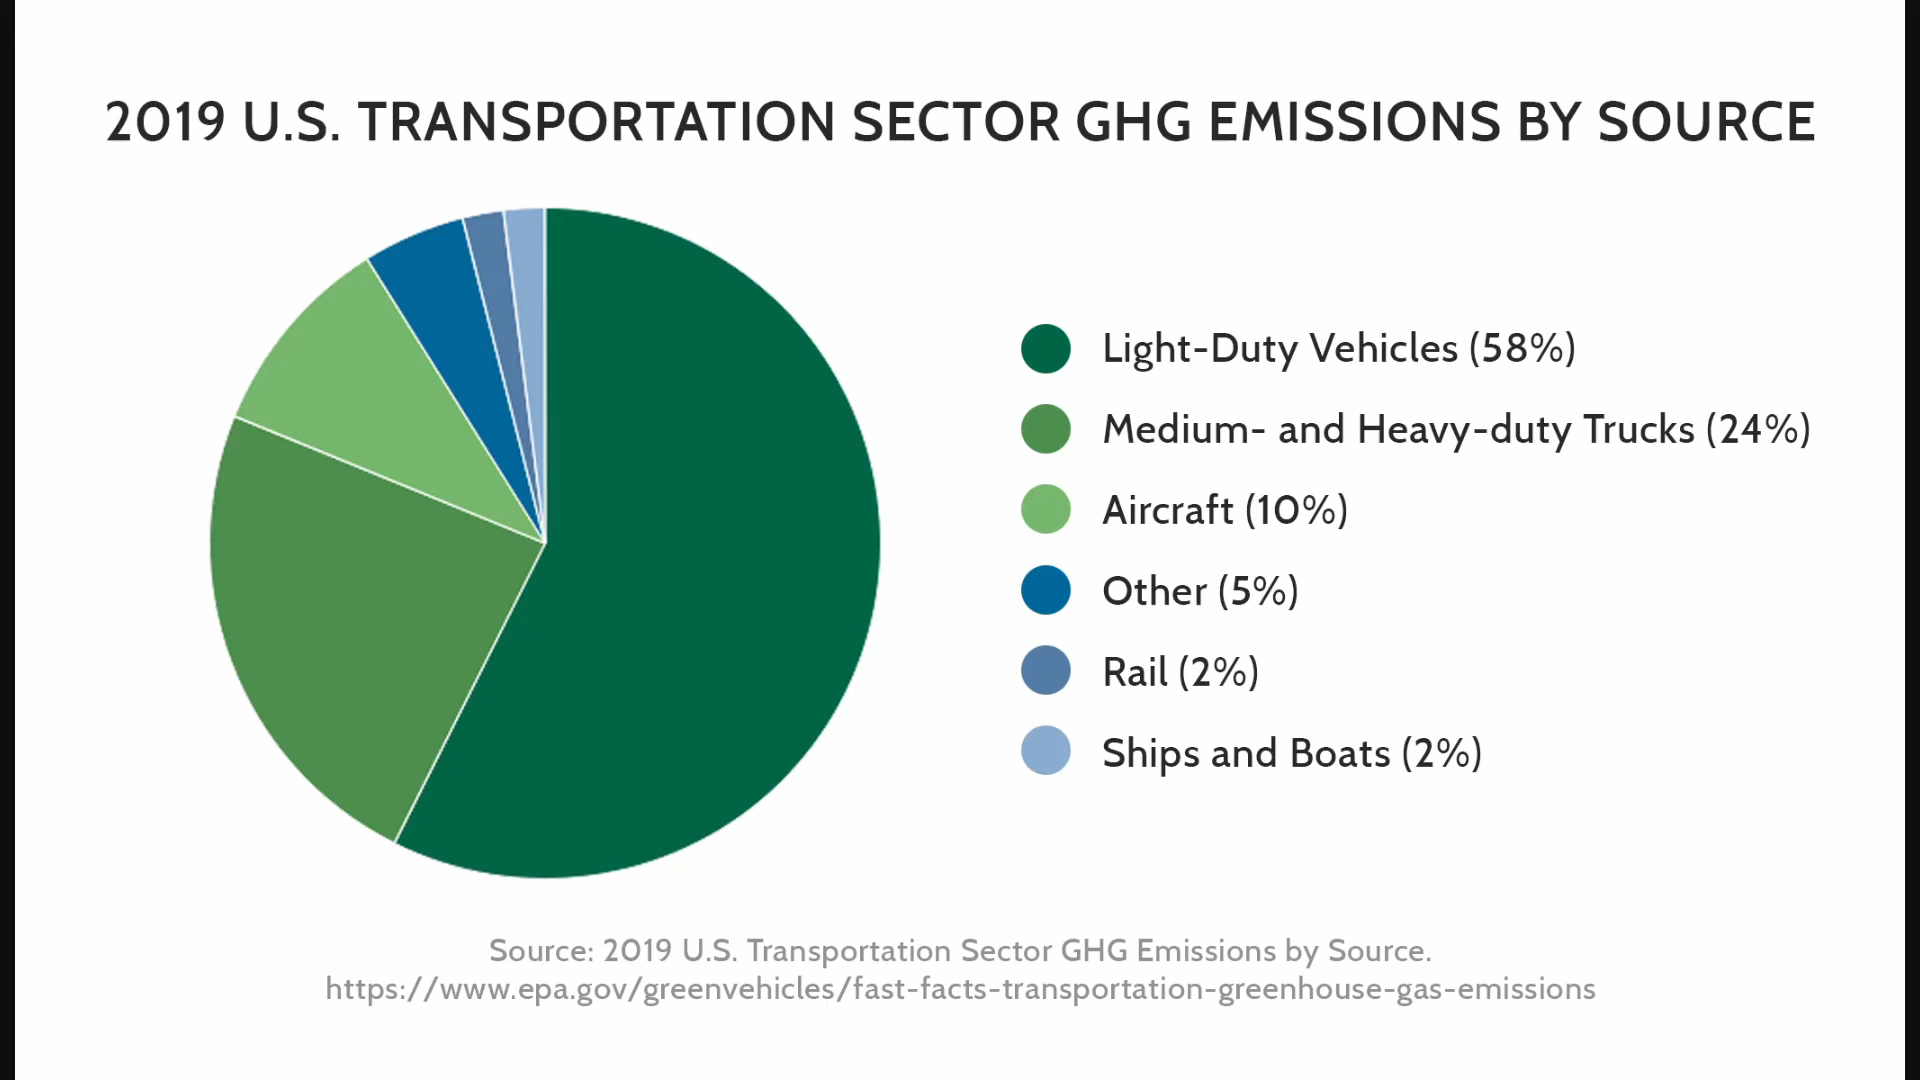 2019 U.S. TRANSPORTATION SECTOR GHG EMISSIONS BY SOURCE
Light-Duty Vehicles (58%)
Medium- and Heavy-duty Trucks (24%)
Aircraft (10%)
Other (5%)
Rail (2%)
Ships and Boats (2%)
Source: 2019 U.S. Transportation Sector GHG Emissions by Source.
https://www.epa.gov/greenvehicles/fast-facts-transportation-greenhouse-gas-emissions